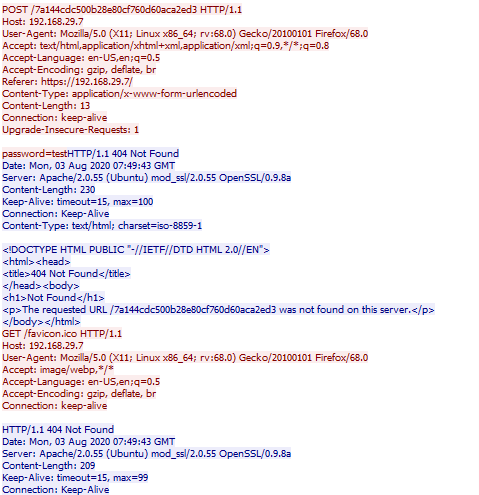 POST /7a144cdc500b28e80cf760d60aca2ed3 HTTP/1.1
Host: 192.168.29.7
User-Agent: Mozilla/5.0 (X11; Linux x86_64; rv:68.0) Gecko/20100101 Firefox/68.0
Accept: text/html,application/xhtml+xml,application/xml;q=0.9,*/*;q=0.8
Accept-Language: en-US,en;q=0.5
Accept-Encoding: gzip, deflate, br
Referer: https://192.168.29.7/
Content-Type: application/x-www-form-urlencoded
Content-Length: 13
Connection: keep-alive
Upgrade-Insecure-Requests: 1

password=testHTTP/1.1 404 Not Found
Date: Mon, 03 Aug 2020 07:49:43 GMT
Server: Apache/2.0.55 (Ubuntu) mod_ssl/2.0.55 OpenSSL/0.9.8a
Content-Length: 230
Keep-Alive: timeout=15, max=100
Connection: Keep-Alive
Content-Type: text/html; charset=iso-8859-1

<!DOCTYPE HTML PUBLIC "-//IETF//DTD HTML 2.0//EN">
<html><head>
<title>404 Not Found</title>
</head><body>
<h1>Not Found</h1>
<p>The requested URL /7a144cdc500b28e80cf760d60aca2ed3 was not found on this server.</p>
</body></html>
GET /favicon.ico HTTP/1.1
Host: 192.168.29.7
User-Agent: Mozilla/5.0 (X11; Linux x86_64; rv:68.0) Gecko/20100101 Firefox/68.0
Accept: image/webp,*/*
Accept-Language: en-US,en;q=0.5
Accept-Encoding: gzip, deflate, br
Connection: keep-alive

HTTP/1.1 404 Not Found
Date: Mon, 03 Aug 2020 07:49:43 GMT
Server: Apache/2.0.55 (Ubuntu) mod_ssl/2.0.55 OpenSSL/0.9.8a
Content-Length: 209
Keep-Alive: timeout=15, max=99
Connection: Keep-Alive